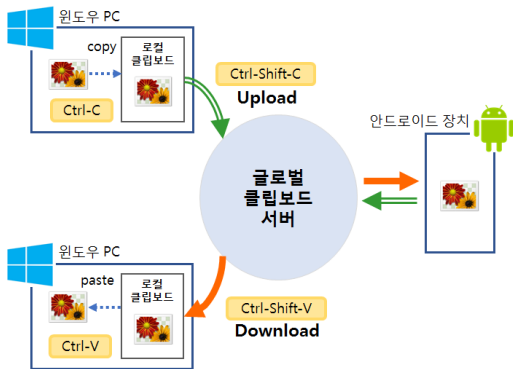 윈도우 PC
copy
로컬
클립보드
Ctrl-C
Ctrl-Shift-C
Upload
안드로이드 장치
글로벌
클립보드
서버
윈도우 PC
paste
로컬
클립보드
Ctrl-V
Ctrl-Shift-V
Download